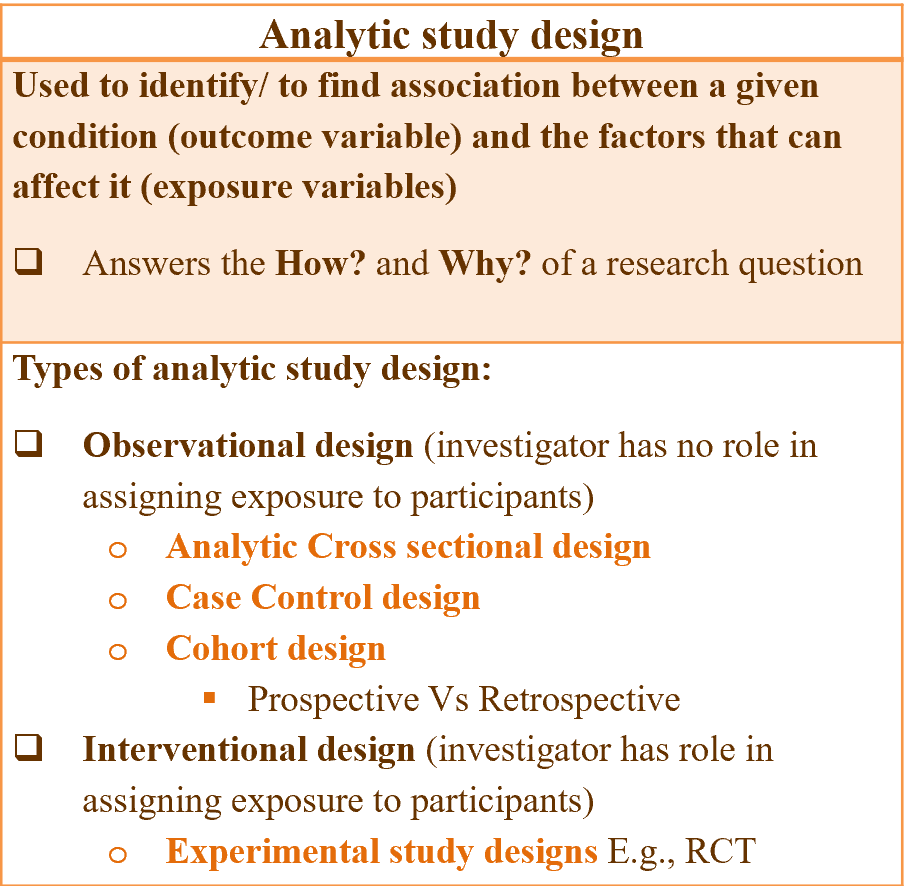 Analytic study design
Used to identify/ to find association between a given
condition (outcome variable) and the factors that can
affect it (exposure variables)
❑ Answers the How? and Why? of a research question
Types of analytic study design:
❑ Observational design (investigator has no role in
assigning exposure to participants)
o Analytic Cross sectional design
o Case Control design
o Cohort design
▪ Prospective Vs Retrospective
❑ Interventional design (investigator has role in
assigning exposure to participants)
o Experimental study designs E.g., RCT